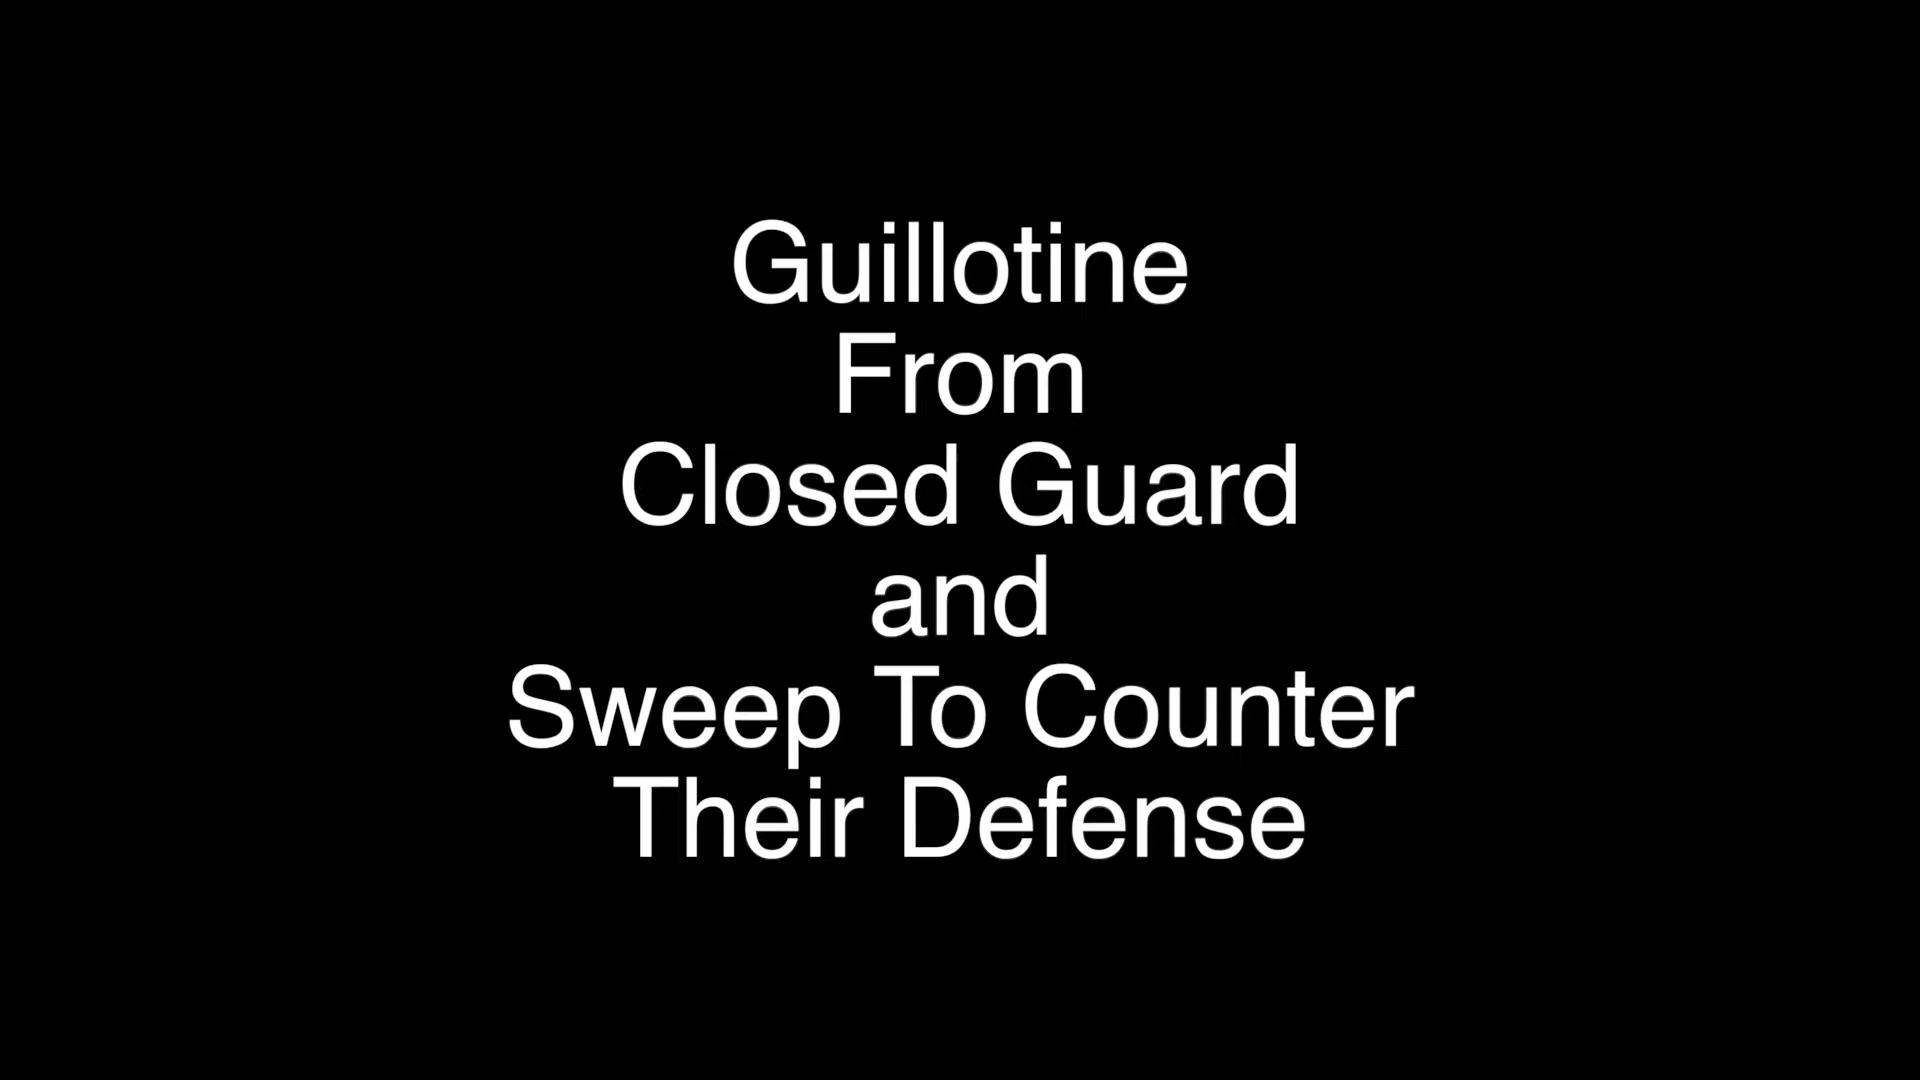 Guillotine
From
Closed Guard
and
Sweep To Counter
Their Defense